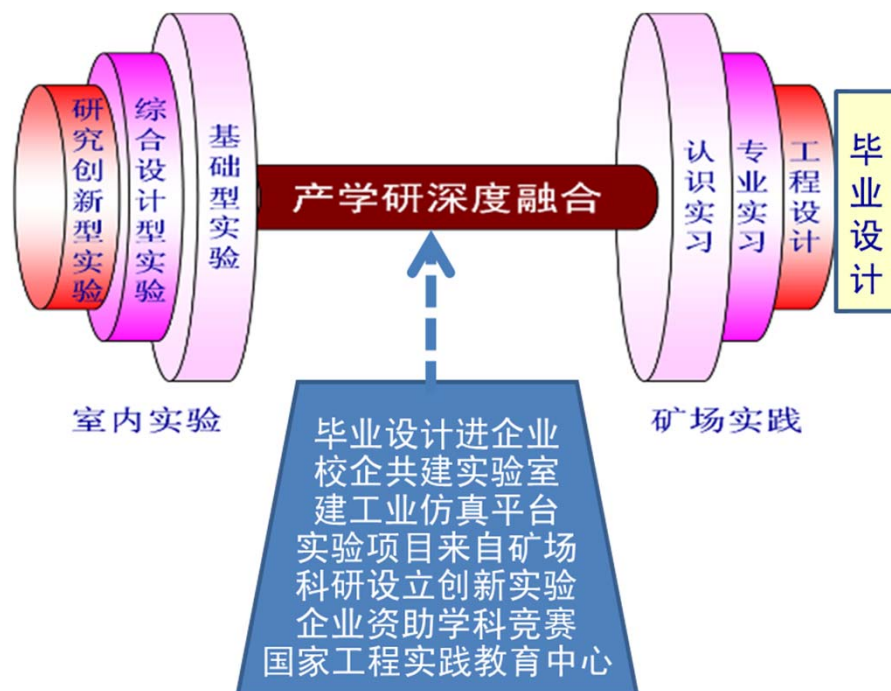 研究创新型实验
综合设计型实验
基础型实验
产学研深度融合
认识实习
专业实习
工程设计
毕业设计
室内实验
矿场实践
毕业设计进企业
校企共建实验室
建工业仿真平台
实验项目来自矿场
科研设立创新实验
企业资助学科竞赛
国家工程实践教育中心